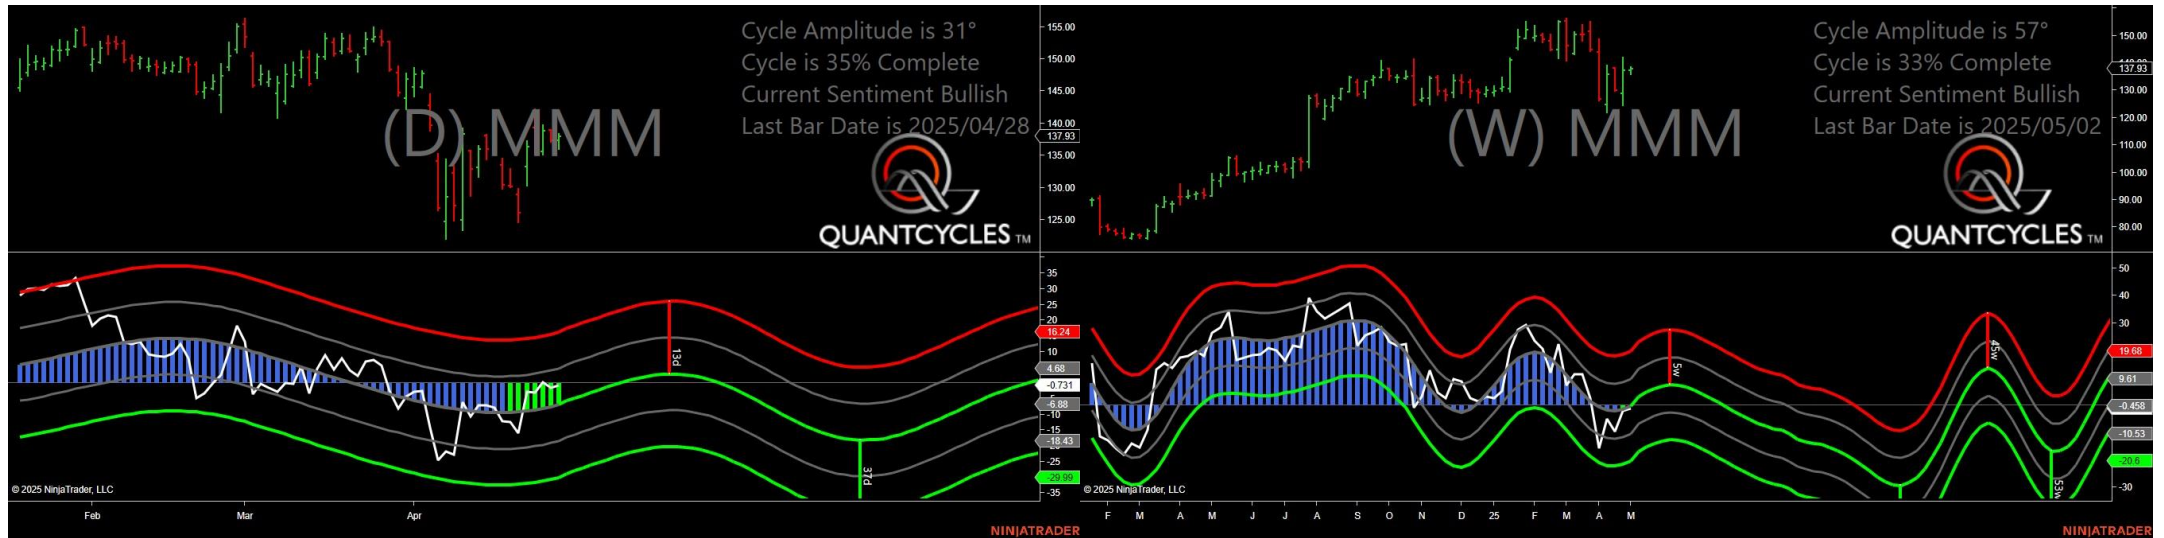 Cycle Amplitude is 31°
Cycle is 35% Complete
Current Sentiment Bullish
Last Bar Date is 2025/04/28
(D) MMM
QUANTCYCLES TM
155.00
150.00
145.00
140.00
137.93
135.00
130.00
125.00
35
30
25
20
16.24
10
4.68
-0.731
-6.88
-10
-15
-18.43
-25
-29.99
-35
13d
37d
© 2025 NinjaTrader, LLC
Feb
Mar
Apr
NINJATRADER
Cycle Amplitude is 57°
Cycle is 33% Complete
Current Sentiment Bullish
Last Bar Date is 2025/05/02
(W) MMM
QUANTCYCLES TM
150.00
137.93
130.00
120.00
110.00
100.00
90.00
80.00
50
40
30
19.68
9.61
-0.458
-10.53
-20.6
-30
5w
45w
53w
© 2025 NinjaTrader, LLC
F
M
A
M
J
J
A
S
O
N
D
25
F
M
A
M
NINJATRADER